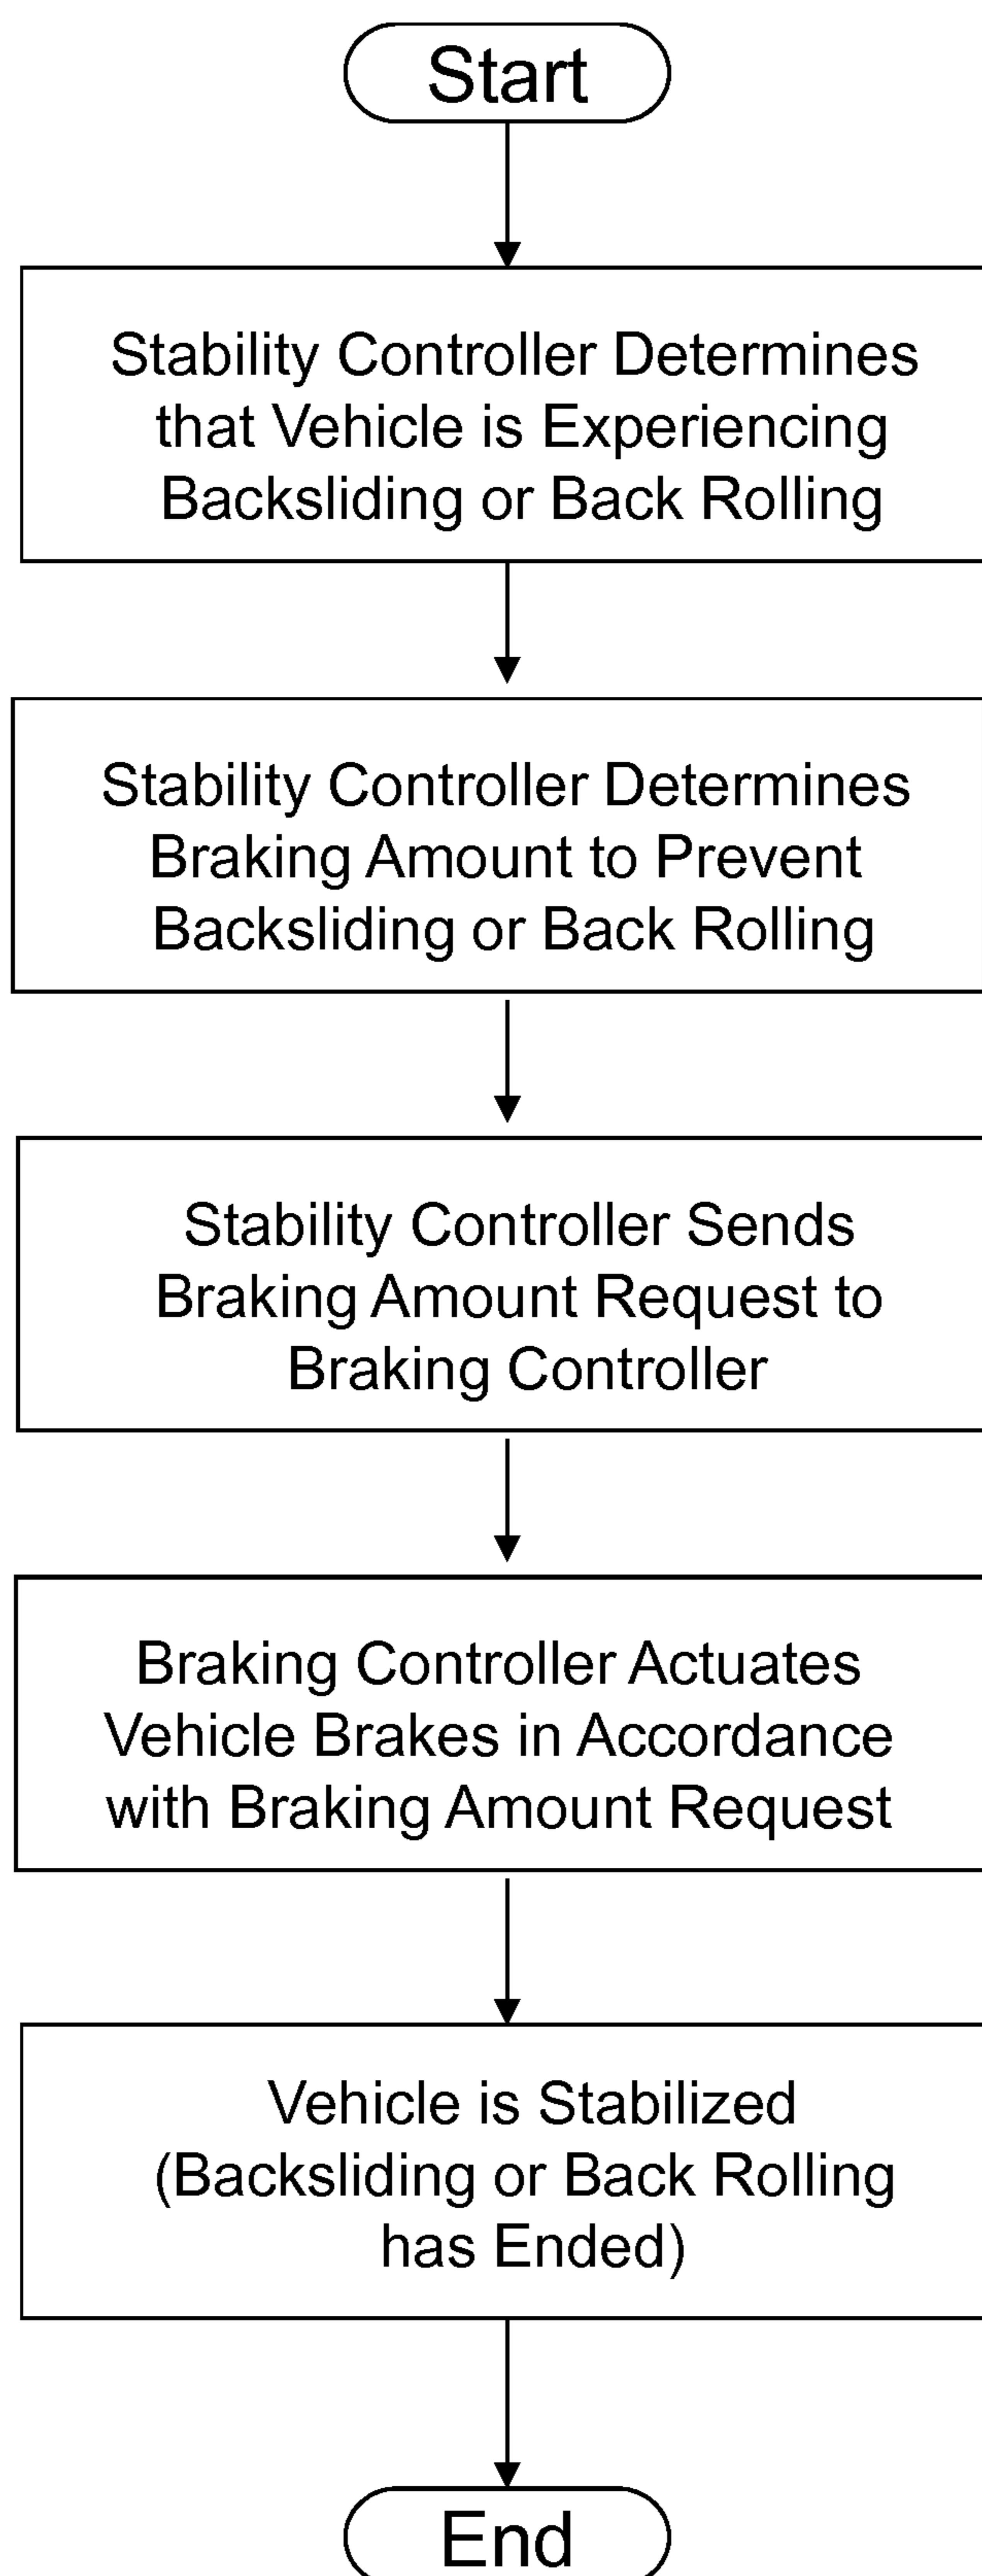 Start
Stability Controller Determines
that Vehicle is Experiencing
Backsliding or Back Rolling
Stability Controller Determines
Braking Amount to Prevent
Backsliding or Back Rolling
Stability Controller Sends
Braking Amount Request to
Braking Controller
Braking Controller Actuates
Vehicle Brakes in Accordance
with Braking Amount Request
Vehicle is Stabilized
(Backsliding or Back Rolling
has Ended)
End